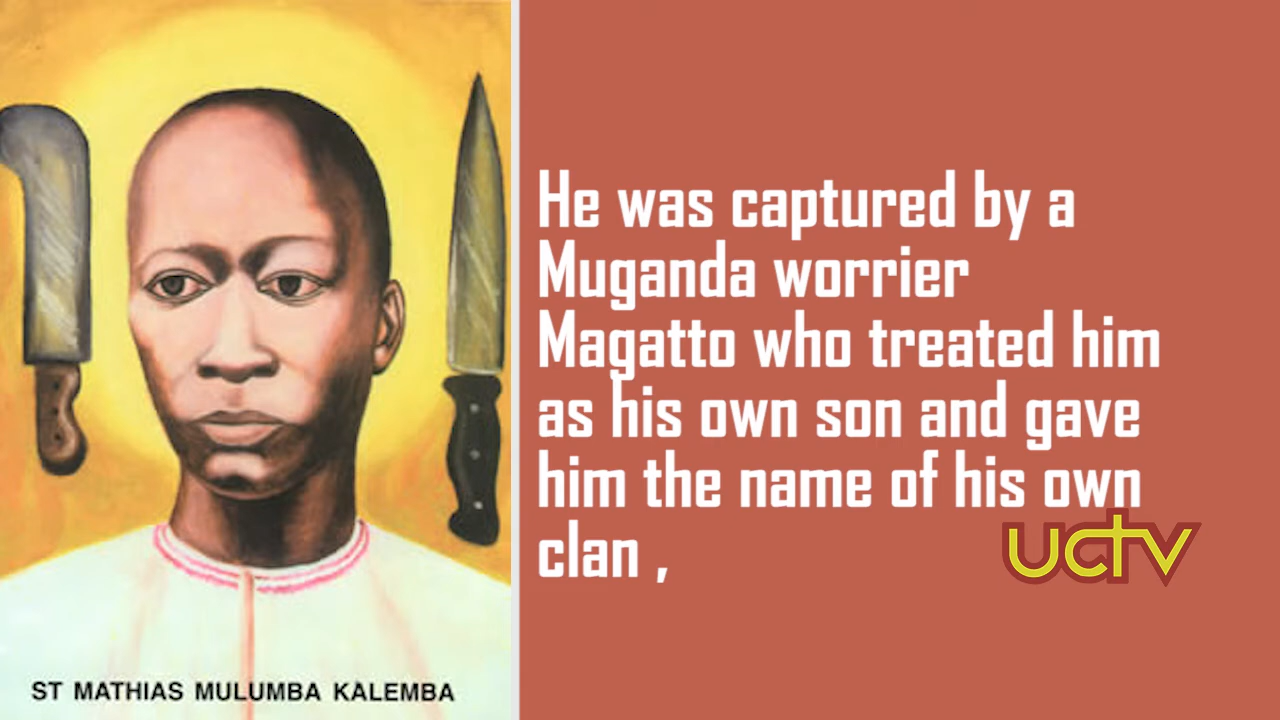 ST MATHIAS MULUMBA KALEMBA
He was captured by a
Muganda worrier
Magatto who treated him
as his own son and gave
him the name of his own
clan ,
uctv